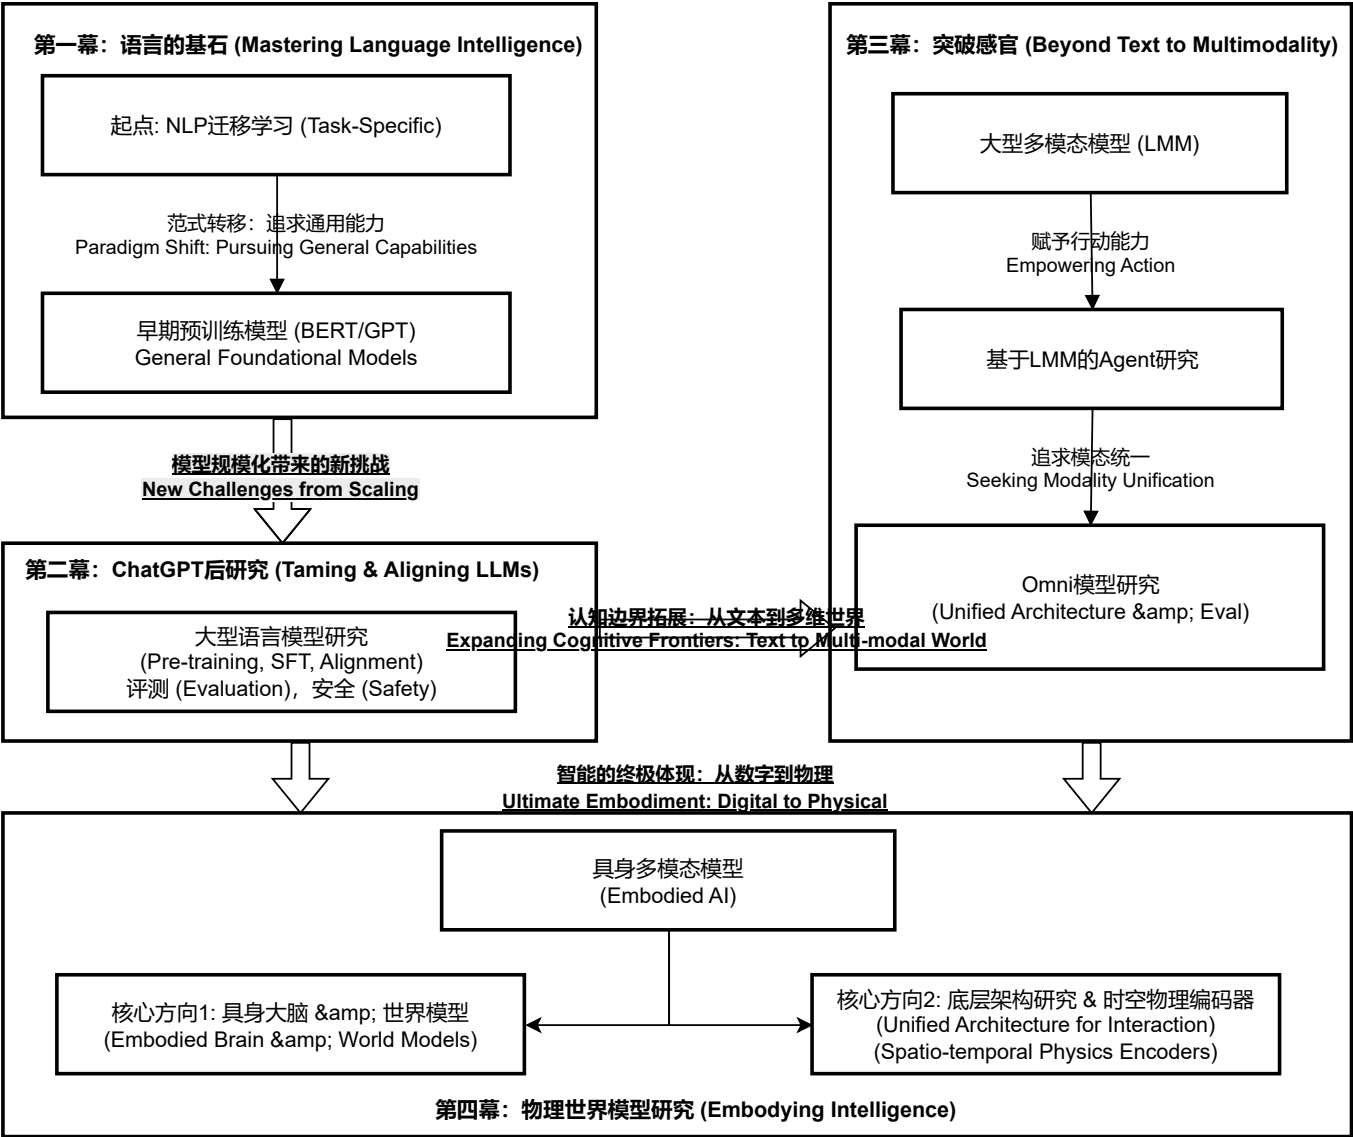 第一幕：语言的基石 (Mastering Language Intelligence)
起点: NLP迁移学习 (Task-Specific)
范式转移：追求通用能力
Paradigm Shift: Pursuing General Capabilities
早期预训练模型 (BERT/GPT)
General Foundational Models
模型规模化带来的新挑战
New Challenges from Scaling
第二幕：ChatGPT后研究 (Taming & Aligning LLMs)
大型语言模型研究
(Pre-training, SFT, Alignment)
评测 (Evaluation)，安全 (Safety)
认知边界拓展：从文本到多维世界
Expanding Cognitive Frontiers: Text to Multi-modal World
第三幕：突破感官 (Beyond Text to Multimodality)
大型多模态模型 (LMM)
赋予行动能力
Empowering Action
基于LMM的Agent研究
追求模态统一
Seeking Modality Unification
Omni模型研究
(Unified Architecture &amp; Eval)
智能的终极体现：从数字到物理
Ultimate Embodiment: Digital to Physical
具身多模态模型
(Embodied AI)
核心方向1: 具身大脑 &amp; 世界模型
(Embodied Brain &amp; World Models)
核心方向2: 底层架构研究 & 时空物理编码器
(Unified Architecture for Interaction)
(Spatio-temporal Physics Encoders)
第四幕：物理世界模型研究 (Embodying Intelligence)